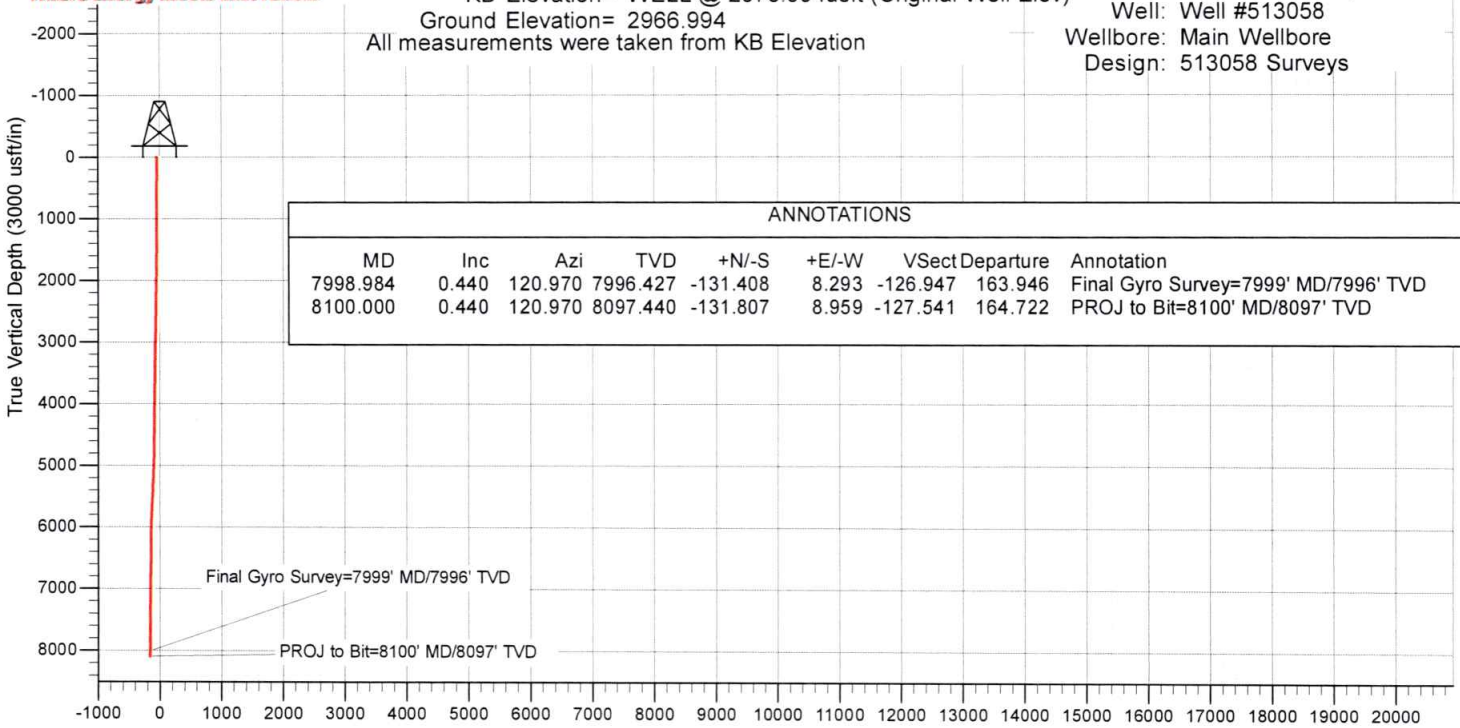 Ground Elevation= 2966.994
All measurements were taken from KB Elevation
Well: Well #513058
Wellbore: Main Wellbore
Design: 513058 Surveys
True Vertical Depth (3000 usft/in)
-2000
-1000
0
1000
2000
3000
4000
5000
6000
7000
8000
ANNOTATIONS
MD Inc Azi TVD +N/-S +E/-W VSect Departure Annotation
7998.984 0.440 120.970 7996.427 -131.408 8.293 -126.947 163.946 Final Gyro Survey=7999' MD/7996' TVD
8100.000 0.440 120.970 8097.440 -131.807 8.959 -127.541 164.722 PROJ to Bit=8100' MD/8097' TVD
Final Gyro Survey=7999' MD/7996' TVD
PROJ to Bit=8100' MD/8097' TVD
-1000 0 1000 2000 3000 4000 5000 6000 7000 8000 9000 10000 11000 12000 13000 14000 15000 16000 17000 18000 19000 20000